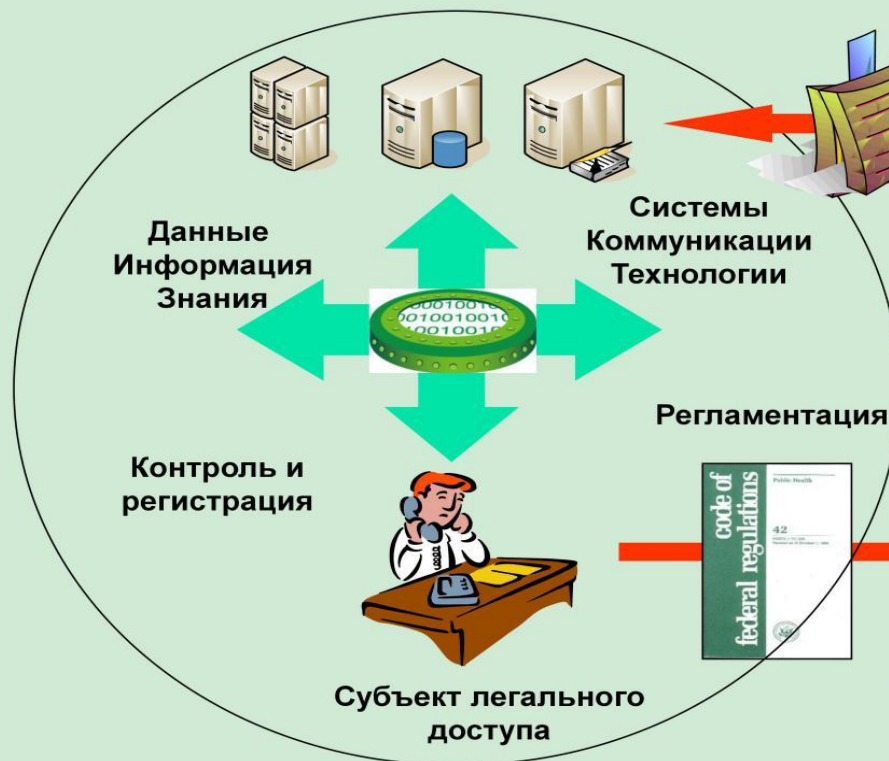 Данные
Информация
Знания
Системы
Коммуникации
Технологии
Регламентация
Контроль и
регистрация
code of
federal regulations
Public Health
42
Субъект легального
доступа